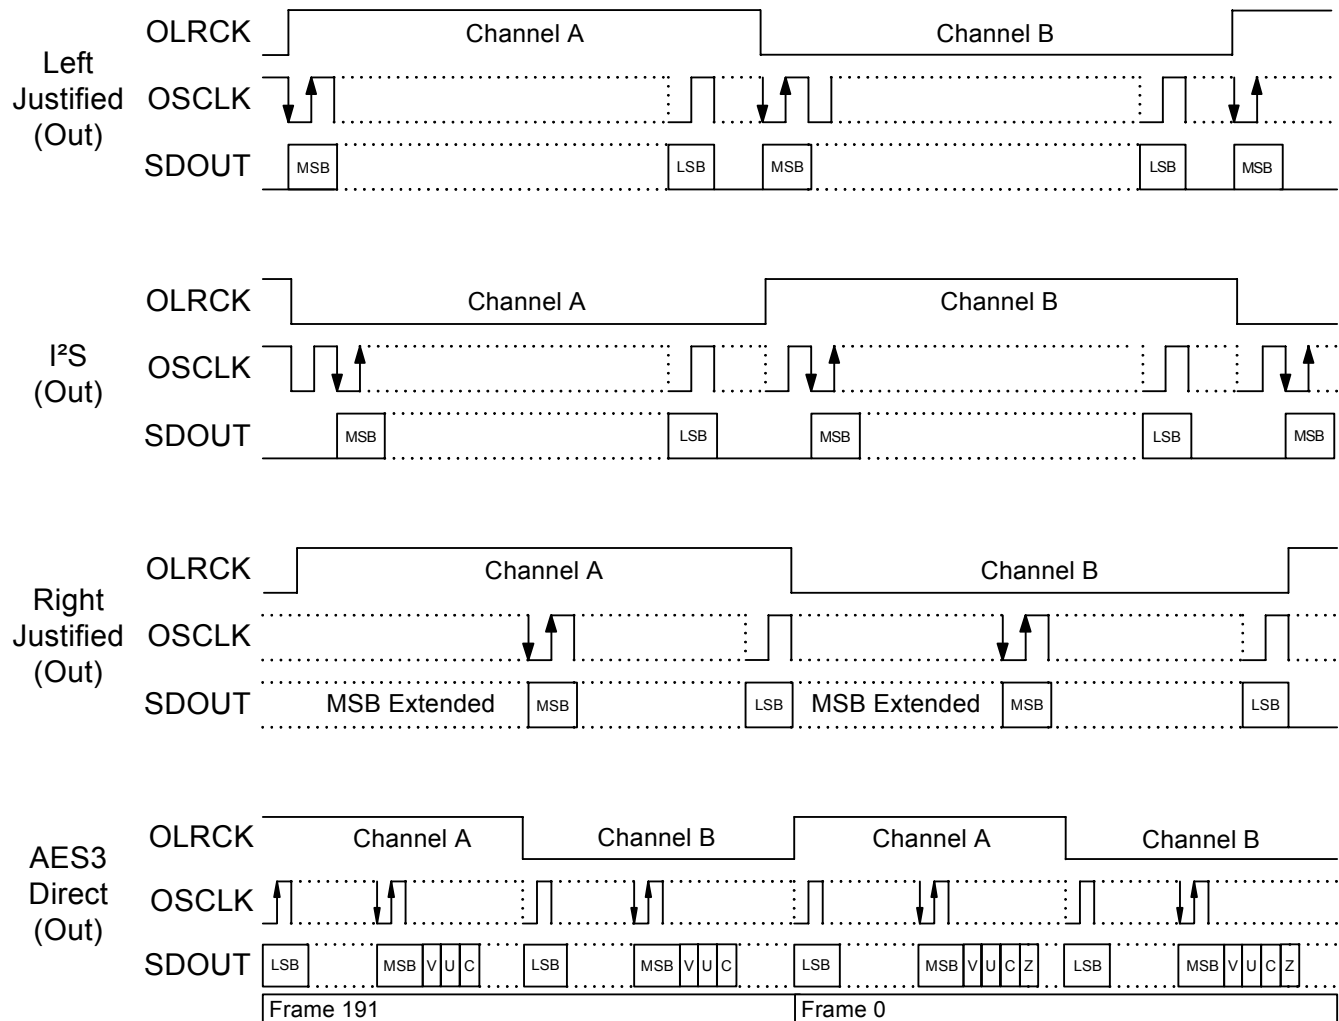 Left
Justified
(Out)
OLRCK
Channel A
Channel B
OSCLK
SDOUT
MSB
LSB
MSB
LSB
MSB
I²S
(Out)
OLRCK
Channel A
Channel B
OSCLK
SDOUT
MSB
LSB
MSB
LSB
MSB
Right
Justified
(Out)
OLRCK
Channel A
Channel B
OSCLK
SDOUT
MSB Extended
MSB
LSB
MSB Extended
MSB
LSB
AES3
Direct
(Out)
OLRCK
Channel A
Channel B
Channel A
Channel B
OSCLK
SDOUT
LSB
MSB V U C
LSB
MSB V U C
LSB
MSB V U C Z
LSB
MSB V U C Z
Frame 191
Frame 0